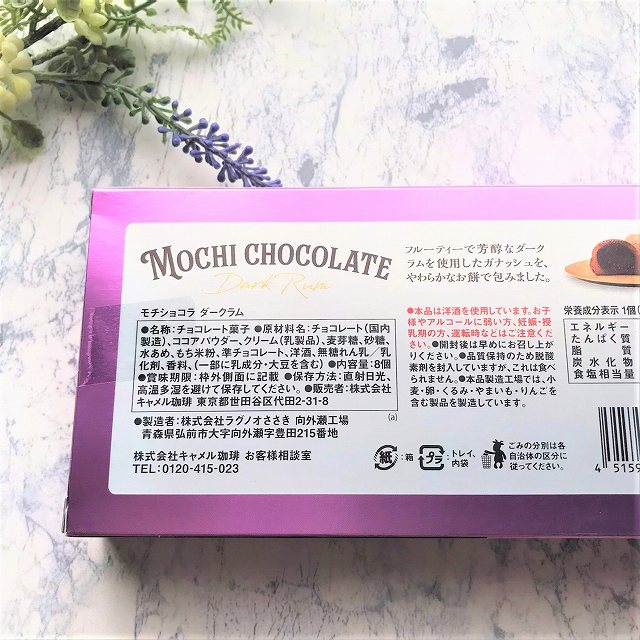 MOCHI CHOCOLATE
Dark Rum
フルーティーで芳醇なダーク
ラムを使用したガナッシュを、
やわらかなお餅で包みました。
モチショコラ ダークラム
●名称:チョコレート菓子 ●原材料名:チョコレート(国内
製造)、ココアパウダー、クリーム(乳製品)、麦芽糖、砂糖、
水あめ、もち米粉、準チョコレート、洋酒、無糖れん乳/乳
化剤、香料、(一部に乳成分・大豆を含む) ●内容量:8個
●賞味期限:枠外側面に記載 ●保存方法:直射日光、
高温多湿を避けて保存してください。●販売者:株式会社
キャメル珈琲 東京都世田谷区代田2-31-8
●製造者:株式会社ラグノオささき 向外瀬工場 (a)
青森県弘前市大字向外瀬字豊田215番地
株式会社キャメル珈琲 お客様相談室
TEL:0120-415-023
●本品は洋酒を使用しています。お子
様やアルコールに弱い方、妊娠・授
乳期の方、運転時などはご注意くだ
さい。●開封後は早めにお召し上が
りください。●品質保持のため脱酸
素剤を封入していますが、これは食べ
られません。●本品製造工場では、小
麦・卵・くるみ・やまいも・りんごを
含む製品を製造しています。
栄養成分表示 1個(
エネルギー
たんぱく質
脂質
炭水化物
食塩相当量
紙 :箱
プラ :トレイ、
内袋
ごみの分別は各
自治体の区分に
従ってください。
4 5159